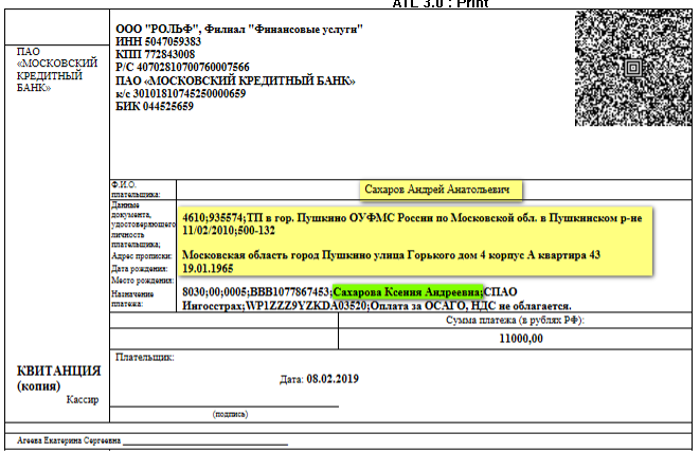 ATL 3.0 : Print
ПАО
«МОСКОВСКИЙ
КРЕДИТНЫЙ
БАНК»
ООО "РОЛЬФ", Филиал "Финансовые услуги"
ИНН 5047059383
КПП 772843008
Р/С 40702810700760007566
ПАО «МОСКОВСКИЙ КРЕДИТНЫЙ БАНК»
к/с 30101810745250000659
БИК 044525659
Ф.И.О.
плательщика:
Сахаров Андрей Анатольевич
Данные
документа,
удостоверяющего
личность
плательщика;
4610;935574;ТП в гор. Пушкино ОУФМС России по Московской обл. в Пушкинском р-не
11/02/2010;500-132
Адрес прописки:
Московская область город Пушкино улица Горького дом 4 корпус А квартира 43
Дата рождения:
19.01.1965
Место рождения:
Назначение
платежа:
8030;00;0005;ВВВ1077867453;Сахарова Ксения Андреевна;СПАО
Ингосстрах;WP1ZZZ9YZKDA03520;Оплата за ОСАГО, НДС не облагается.
Сумма платежа (в рублях РФ):
11000,00
КВИТАНЦИЯ
(копия)
Кассир
Плательщик:
Дата: 08.02.2019
(подпись)
Агеева Екатерина Сергеевна